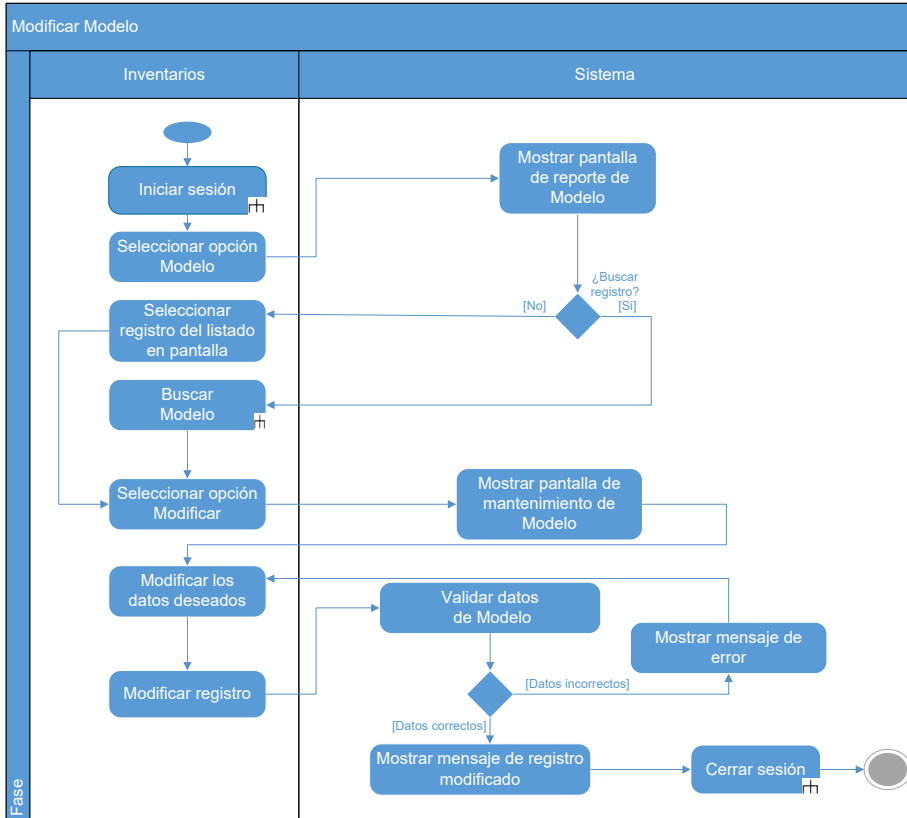 Modificar Modelo
Inventarios
Sistema
Fase
Iniciar sesión
Seleccionar opción
Modelo
Mostrar pantalla
de reporte de
Modelo
¿Buscar
registro?
[No]
[Si]
Seleccionar
registro del listado
en pantalla
Buscar
Modelo
Seleccionar opción
Modificar
Mostrar pantalla de
mantenimiento de
Modelo
Modificar los
datos deseados
Validar datos
de Modelo
Mostrar mensaje de
error
Modificar registro
[Datos incorrectos]
[Datos correctos]
Mostrar mensaje de registro
modificado
Cerrar sesión